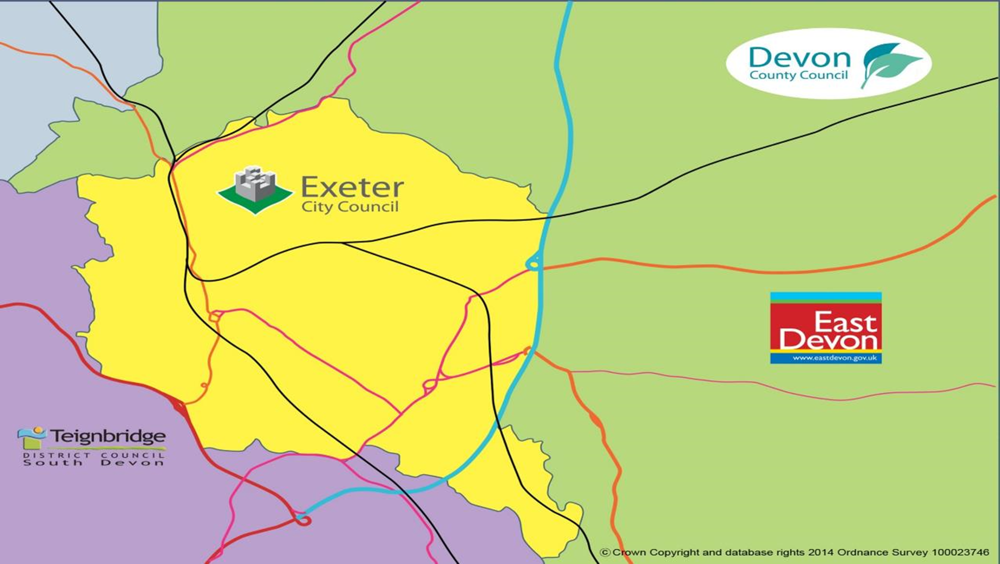 Devon
County Council
Exeter
City Council
East
Devon
www.eastdevon.gov.uk
Teignbridge
DISTRICT COUNCIL
South Devon
© Crown Copyright and database rights 2014 Ordnance Survey 100023746